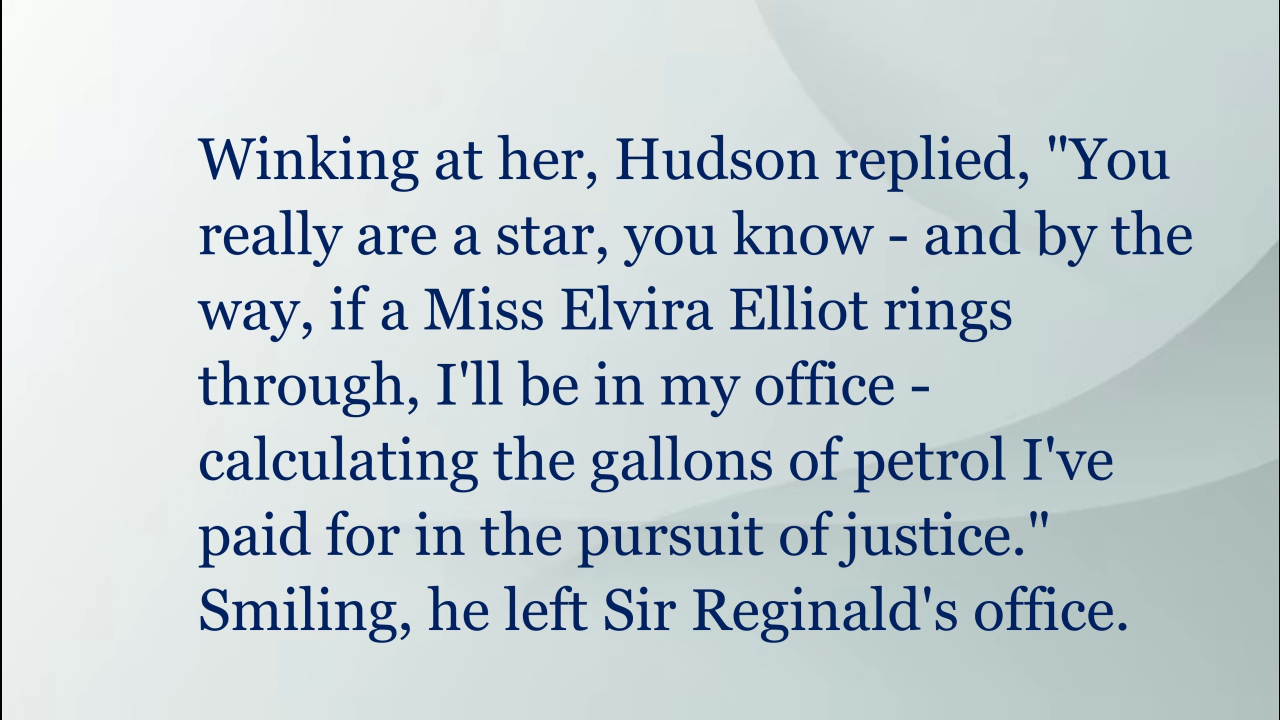 Winking at her, Hudson replied, "You
really are a star, you know - and by the
way, if a Miss Elvira Elliot rings
through, I'll be in my office -
calculating the gallons of petrol I've
paid for in the pursuit of justice."
Smiling, he left Sir Reginald's office.